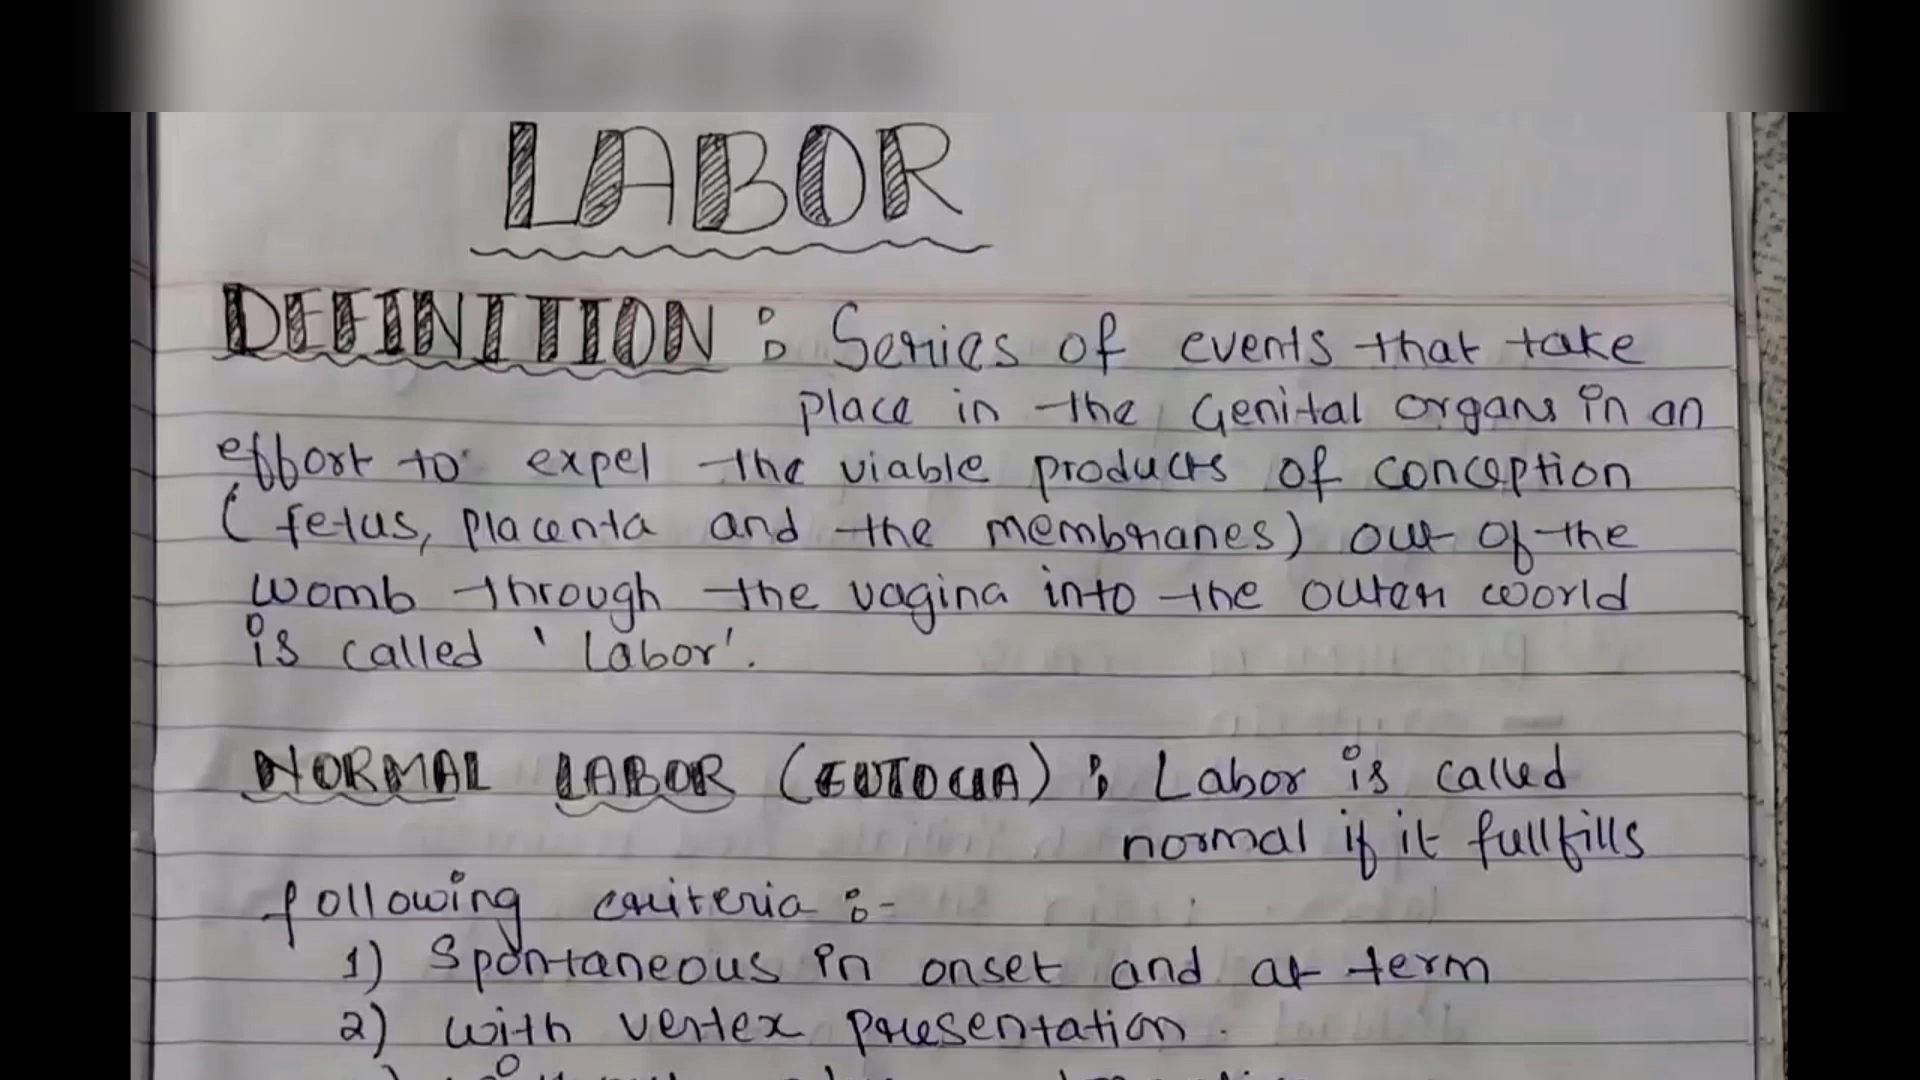 LABOR
DEFINITION : Series of events that take
place in the Genital organs in an
effort to expel the viable products of conception
( fetus, placenta and the membranes) out of the
womb through the vagina into the outer world
is called ' Labor'.
NORMAL LABOR (EUTOCIA) : Labor is called
normal if it fullfills
following criteria :-
1) Spontaneous in onset and at term
2) with vertex presentation.